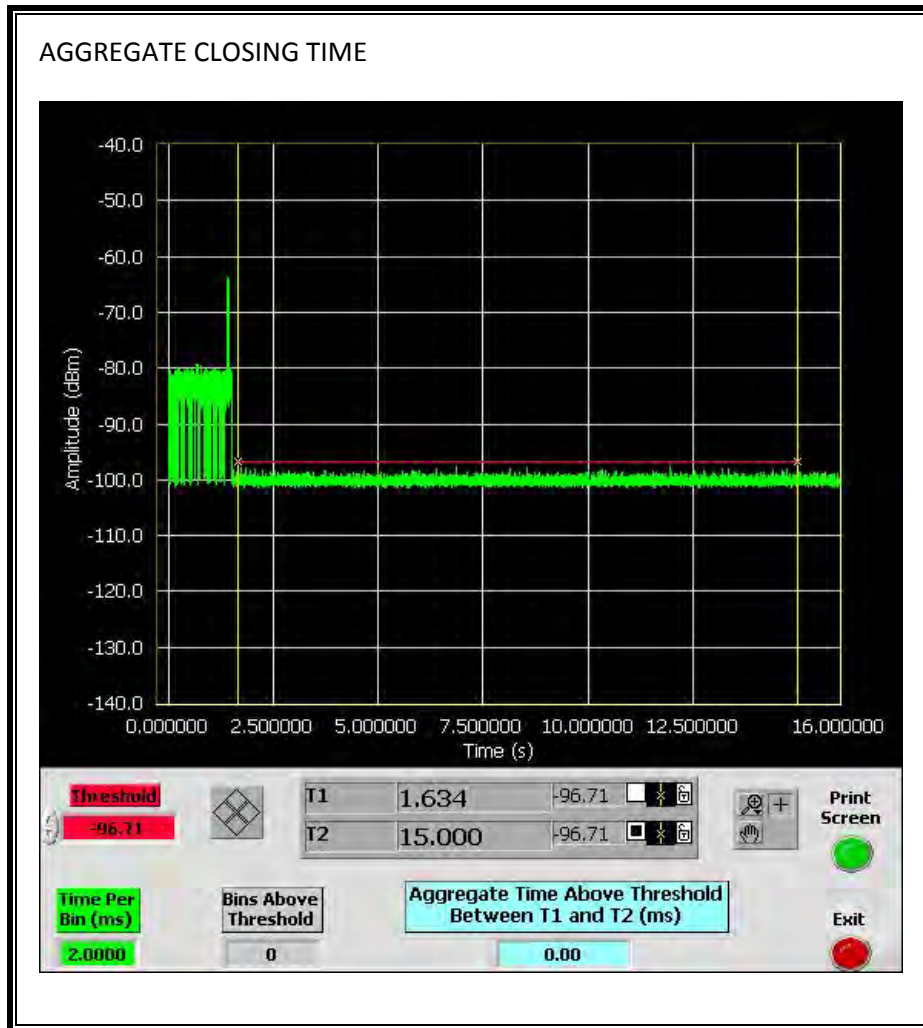 AGGREGATE CLOSING TIME
-40.0
-50.0
-60.0
-70.0
-80.0
-90.0
-100.0
-110.0
-120.0
-130.0
-140.0
Amplitude (dBm)
0.000000 2.500000 5.000000 7.500000 10.000000 12.500000 16.000000
Time (s)
Threshold
-96.71
T1 1.634 -96.71
T2 15.000 -96.71
Print
Screen
Time Per
Bin (ms)
2.0000
Bins Above
Threshold
0
Aggregate Time Above Threshold
Between T1 and T2 (ms)
0.00
Exit